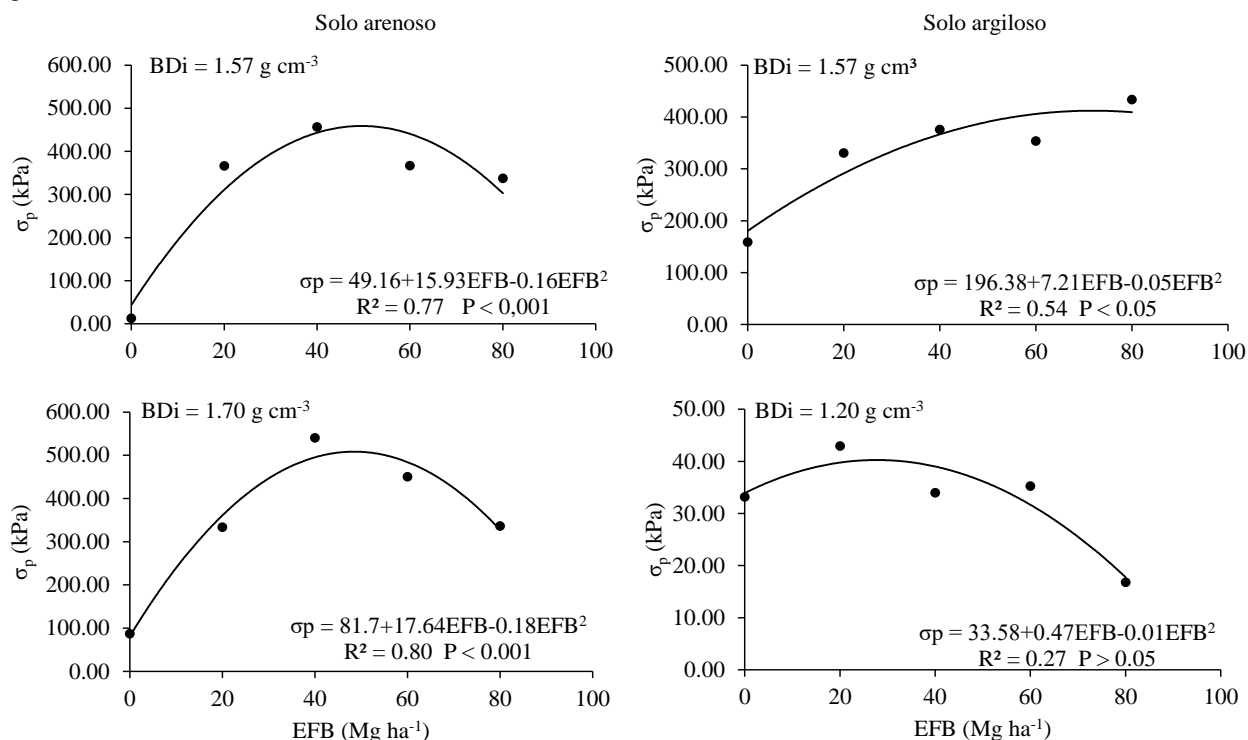 Solo arenoso
Solo argiloso
BDi = 1.57 g cm-3
600.00
500.00
400.00
300.00
200.00
100.00
0.00
σp (kPa)
σp = 49.16+15.93EFB-0.16EFB2
R² = 0.77 P < 0,001
0 20 40 60 80 100
BDi = 1.57 g cm³
500.00
400.00
300.00
200.00
100.00
0.00
σp (kPa)
σp = 196.38+7.21EFB-0.05EFB2
R² = 0.54 P < 0.05
0 20 40 60 80 100
BDi = 1.70 g cm-3
600.00
500.00
400.00
300.00
200.00
100.00
0.00
σp (kPa)
σp = 81.7+17.64EFB-0.18EFB2
R² = 0.80 P < 0.001
0 20 40 60 80 100
EFB (Mg ha-1)
BDi = 1.20 g cm-3
50.00
40.00
30.00
20.00
10.00
0.00
σp (kPa)
σp = 33.58+0.47EFB-0.01EFB2
R² = 0.27 P > 0.05
0 20 40 60 80 100
EFB (Mg ha-1)